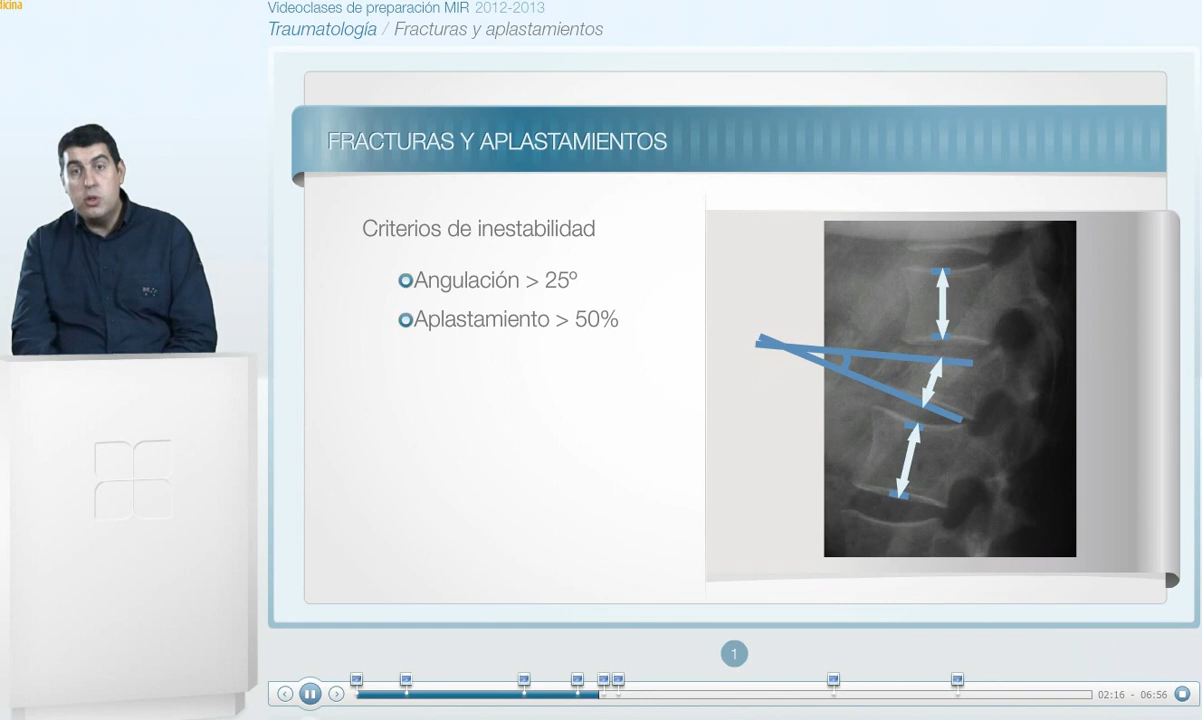 dicina
Videoclases de preparación MIR 2012-2013
Traumatología / Fracturas y aplastamientos
FRACTURAS Y APLASTAMIENTOS
Criterios de inestabilidad
Angulación > 25º
Aplastamiento > 50%
1
02:16 - 06:56